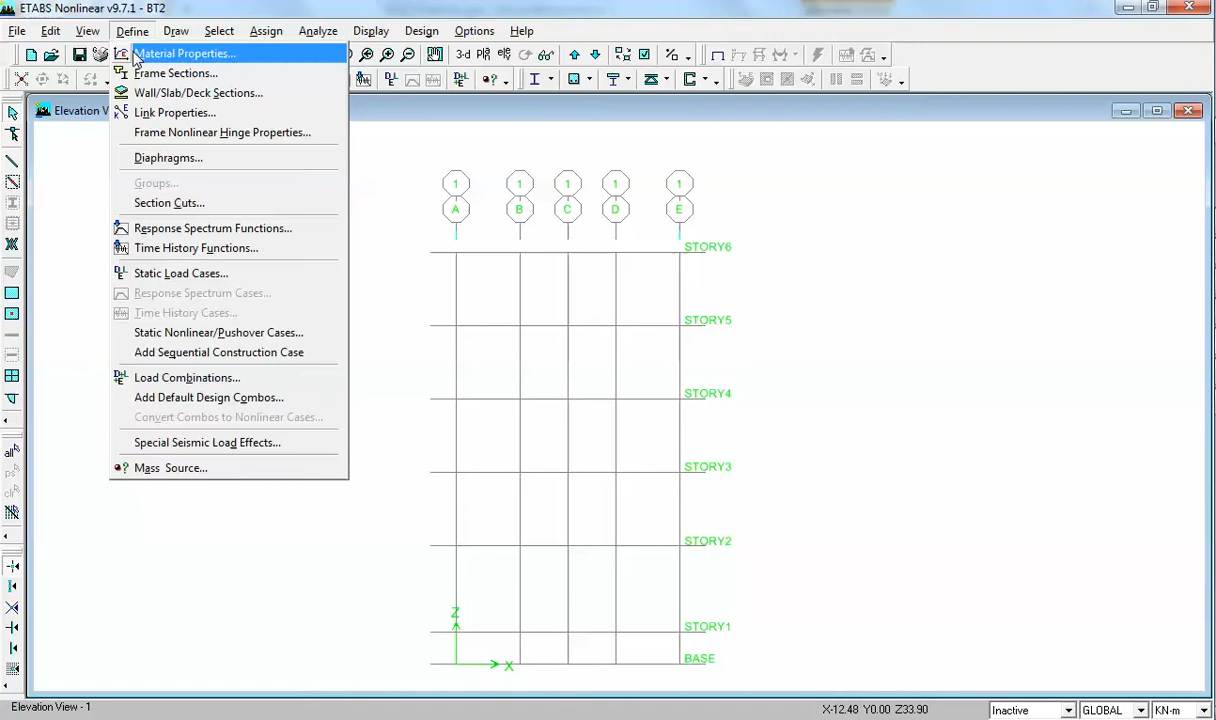 ETABS Nonlinear v9.7.1 - BT2
File Edit View Define Draw Select Assign Analyze Display Design Options Help
3-d
Elevation V
Material Properties...
Frame Sections...
Wall/Slab/Deck Sections...
Link Properties...
Frame Nonlinear Hinge Properties...
Diaphragms...
Groups...
Section Cuts...
Response Spectrum Functions...
Time History Functions...
Static Load Cases...
Response Spectrum Cases...
Time History Cases...
Static Nonlinear/Pushover Cases...
Add Sequential Construction Case
Load Combinations...
Add Default Design Combos...
Convert Combos to Nonlinear Cases...
Special Seismic Load Effects...
Mass Source...
all
ps
clr
1 1 1 1 1
A B C D E
STORY6
STORY5
STORY4
STORY3
STORY2
STORY1
BASE
Z
X
Elevation View - 1
X-12.48 Y0.00 Z33.90
Inactive
GLOBAL
KN-m